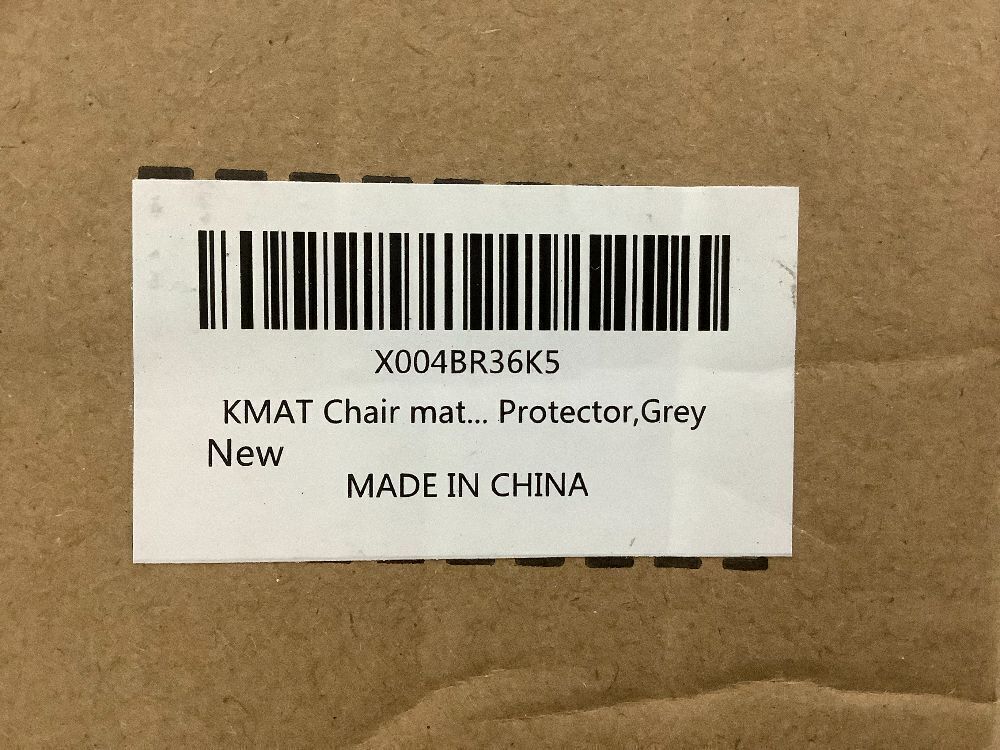 X004BR36K5
KMAT Chair mat... Protector,Grey
New
MADE IN CHINA